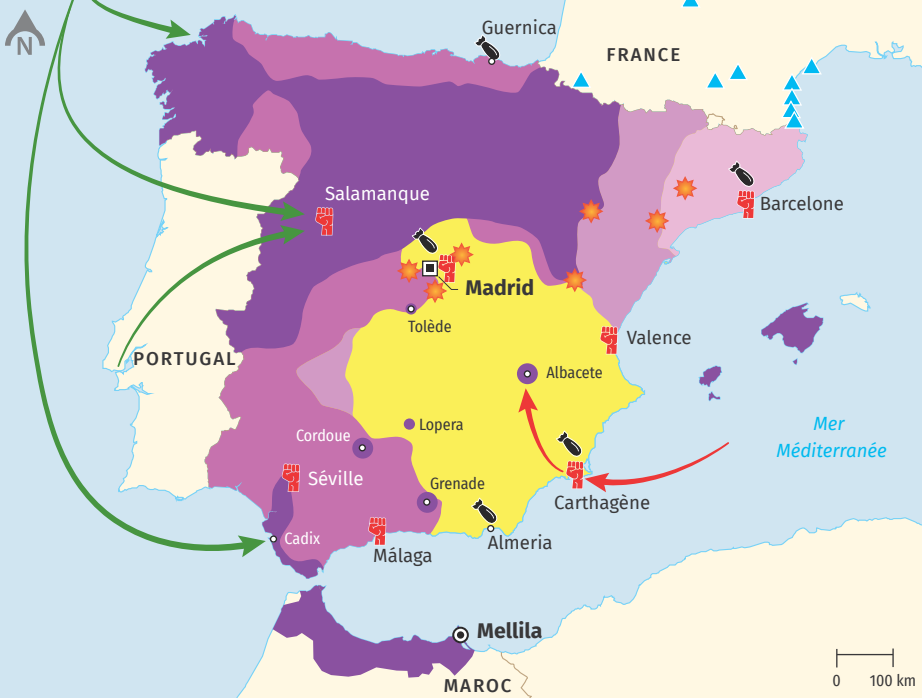 N
Guernica
FRANCE
Salamanque
Barcelone
Madrid
Tolède
Valence
PORTUGAL
Albacete
Mer
Méditerranée
Lopera
Cordoue
Séville
Grenade
Carthagène
Cadix
Málaga
Almeria
Mellila
MAROC
0 100 km